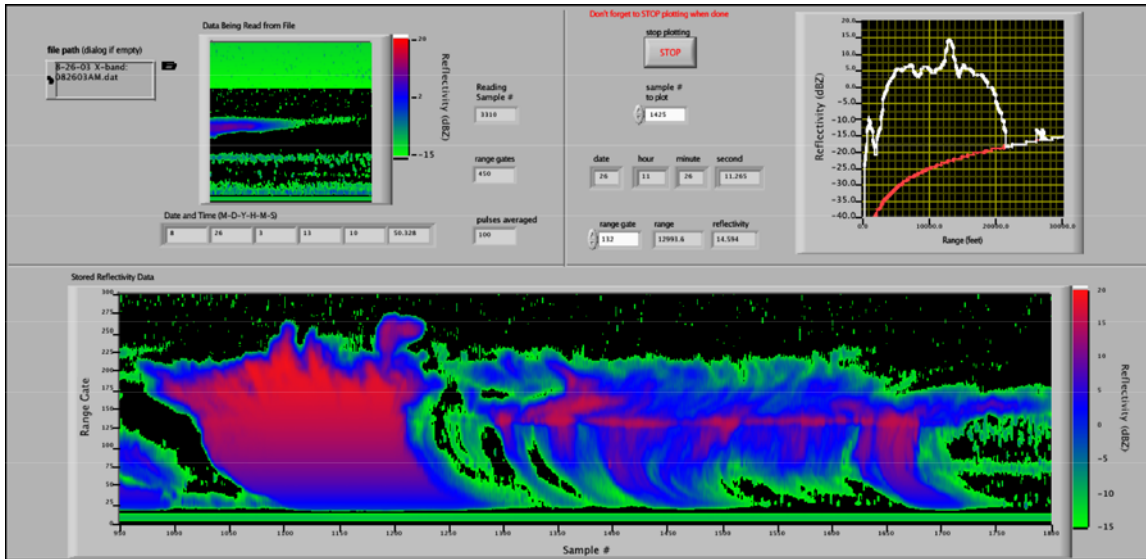 Data Being Read from File
file path (dialog if empty)
8-26-03 X-band:
082603AM.dat
20
2
-15
Reflectivity (dBZ)
Reading
Sample #
3310
range gates
450
pulses averaged
100
Date and Time (M-D-Y-H-M-S)
8
26
3
13
10
50.328
Don't forget to STOP plotting when done
stop plotting
STOP
sample #
to plot
1425
date
hour
minute
second
26
11
26
11.265
range gate
range
reflectivity
132
12993.6
14.594
Reflectivity (dBZ)
20.0
15.0
10.0
5.0
0.0
-5.0
-10.0
-15.0
-20.0
-25.0
-30.0
-35.0
-40.0
0.0
10000.0
20000.0
30000.0
Range (feet)
Stored Reflectivity Data
Range Gate
300
275
250
225
200
175
150
125
100
75
50
25
0
950
1050
1100
1150
1200
1250
1300
1350
1400
1450
1500
1550
1600
1650
1700
1750
1800
Sample #
20
15
10
5
0
-5
-10
-15
Reflectivity (dBZ)